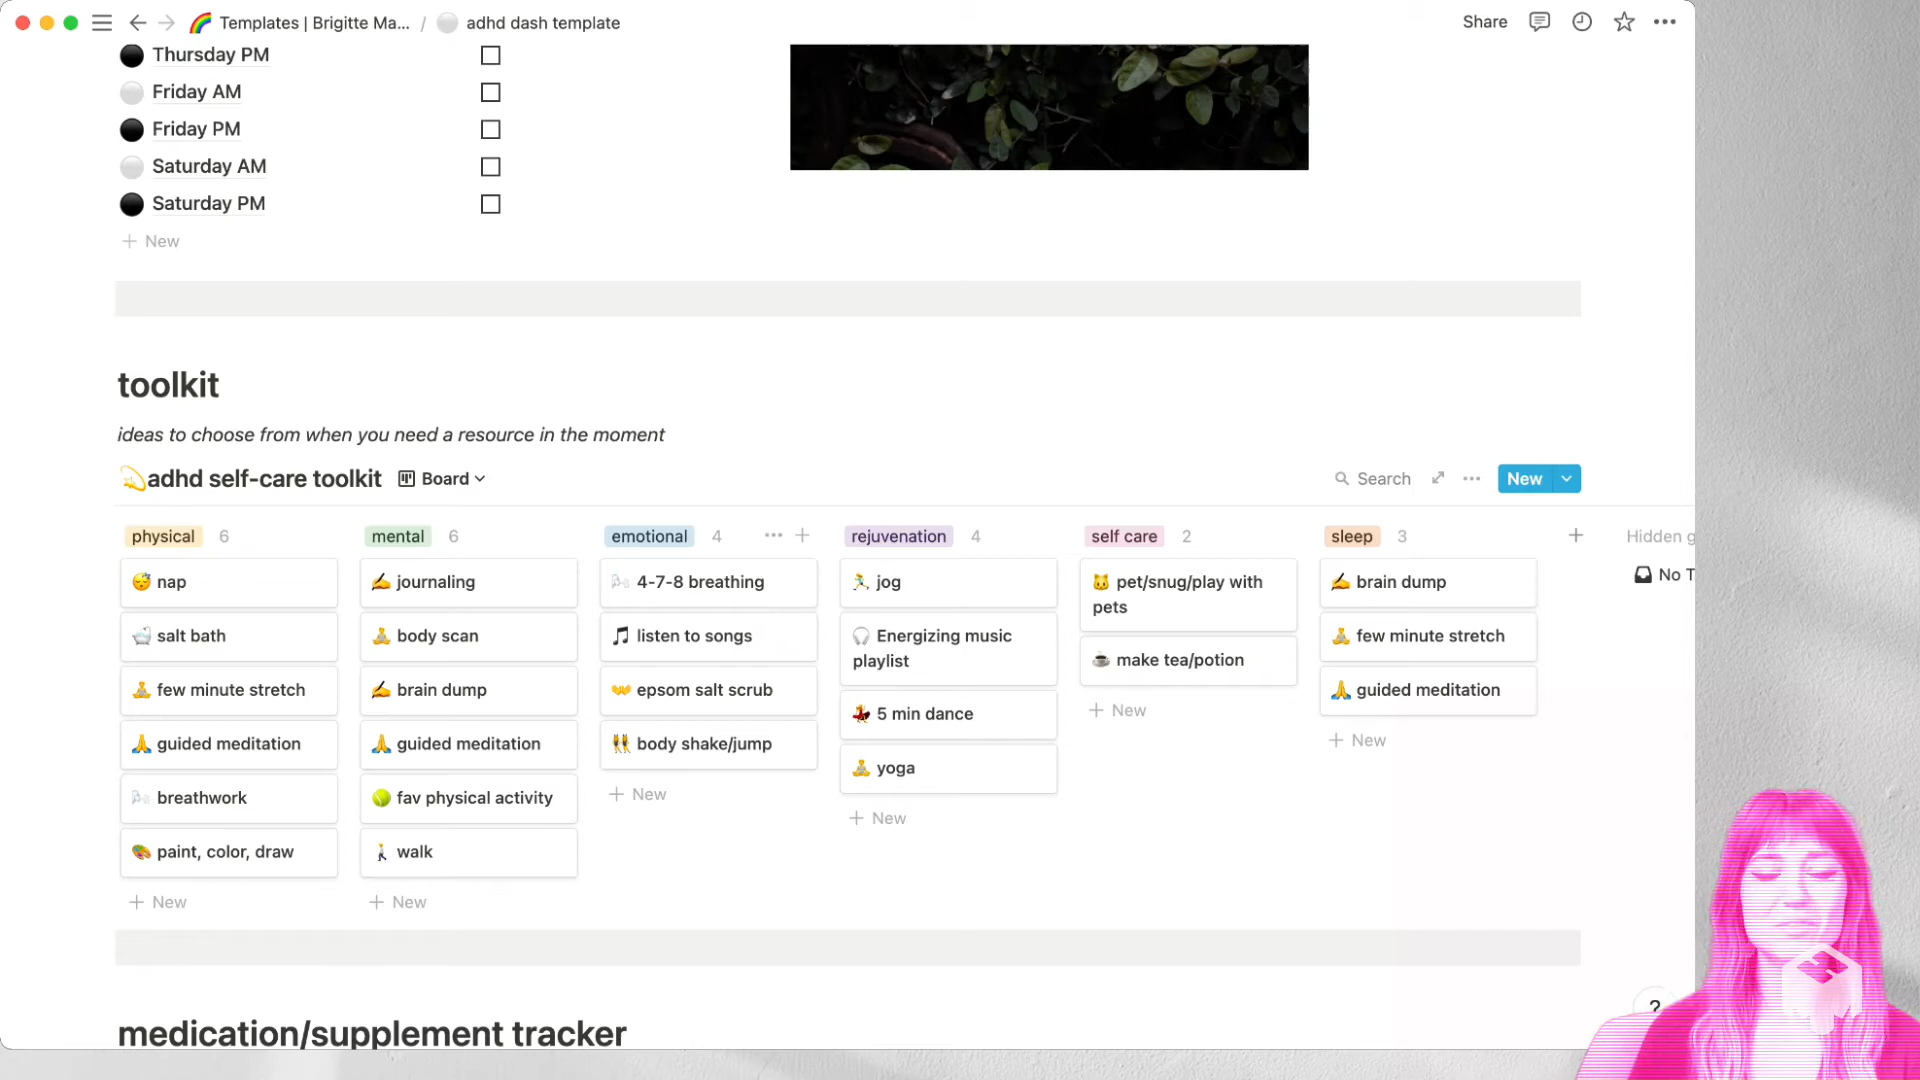 Templates | Brigitte Ma... / adhd dash template
Share
Thursday PM
Friday AM
Friday PM
Saturday AM
Saturday PM
+ New
toolkit
ideas to choose from when you need a resource in the moment
adhd self-care toolkit Board
Search
New
physical 6
nap
salt bath
few minute stretch
guided meditation
breathwork
paint, color, draw
+ New
mental 6
journaling
body scan
brain dump
guided meditation
fav physical activity
walk
+ New
emotional 4
4-7-8 breathing
listen to songs
epsom salt scrub
body shake/jump
+ New
rejuvenation 4
jog
Energizing music
playlist
5 min dance
yoga
+ New
self care 2
pet/snug/play with
pets
make tea/potion
+ New
sleep 3
brain dump
few minute stretch
guided meditation
+ New
Hidden g
No T
medication/supplement tracker
?